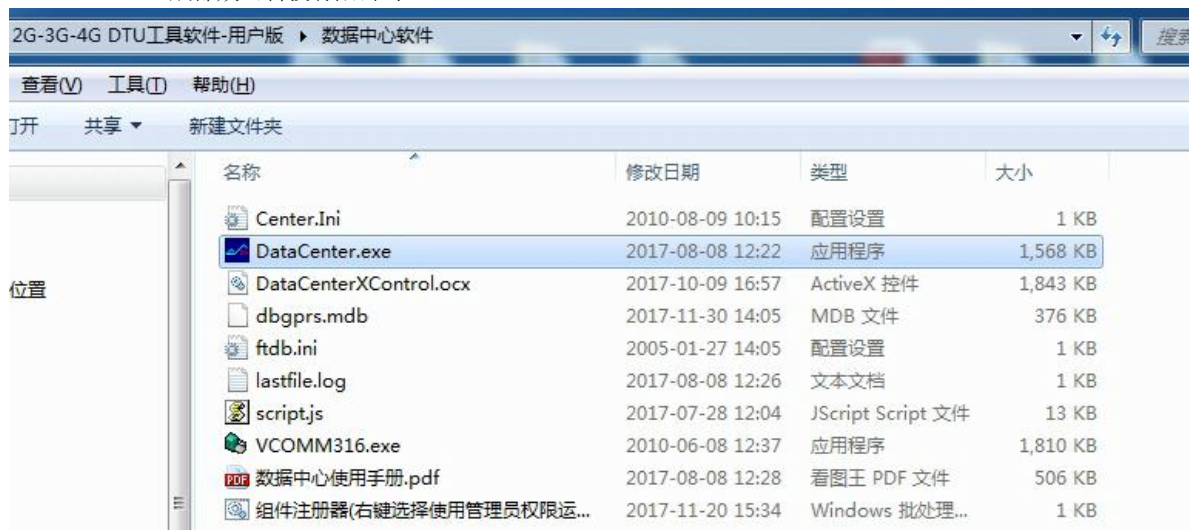 2G-3G-4G DTU工具软件-用户版 ▸ 数据中心软件
查看(V) 工具(T) 帮助(H)
打开 共享 新建文件夹
名称 修改日期 类型 大小
Center.Ini 2010-08-09 10:15 配置设置 1 KB
DataCenter.exe 2017-08-08 12:22 应用程序 1,568 KB
位置 DataCenterXControl.ocx 2017-10-09 16:57 ActiveX 控件 1,843 KB
dbgprs.mdb 2017-11-30 14:05 MDB 文件 376 KB
ftdb.ini 2005-01-27 14:05 配置设置 1 KB
lastfile.log 2017-08-08 12:26 文本文档 1 KB
script.js 2017-07-28 12:04 JScript Script 文件 13 KB
VCOMM316.exe 2010-06-08 12:37 应用程序 1,810 KB
数据中心使用手册.pdf 2017-08-08 12:28 看图王 PDF 文件 506 KB
组件注册器(右键选择使用管理员权限运... 2017-11-20 15:34 Windows 批处理... 1 KB